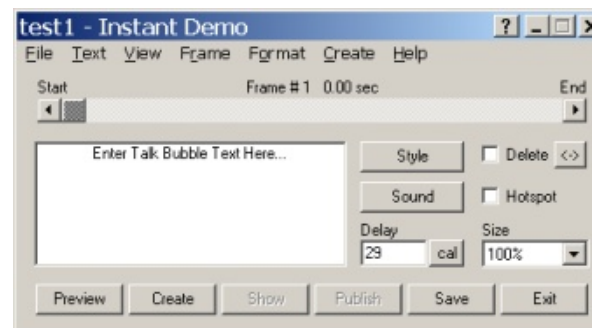 test1 - Instant Demo
File Text View Frame Format Create Help
Start Frame # 1 0.00 sec End
Enter Talk Bubble Text Here...
Style Delete <->
Sound Hotspot
Delay Size
29 cal 100%
Preview Create Show Publish Save Exit